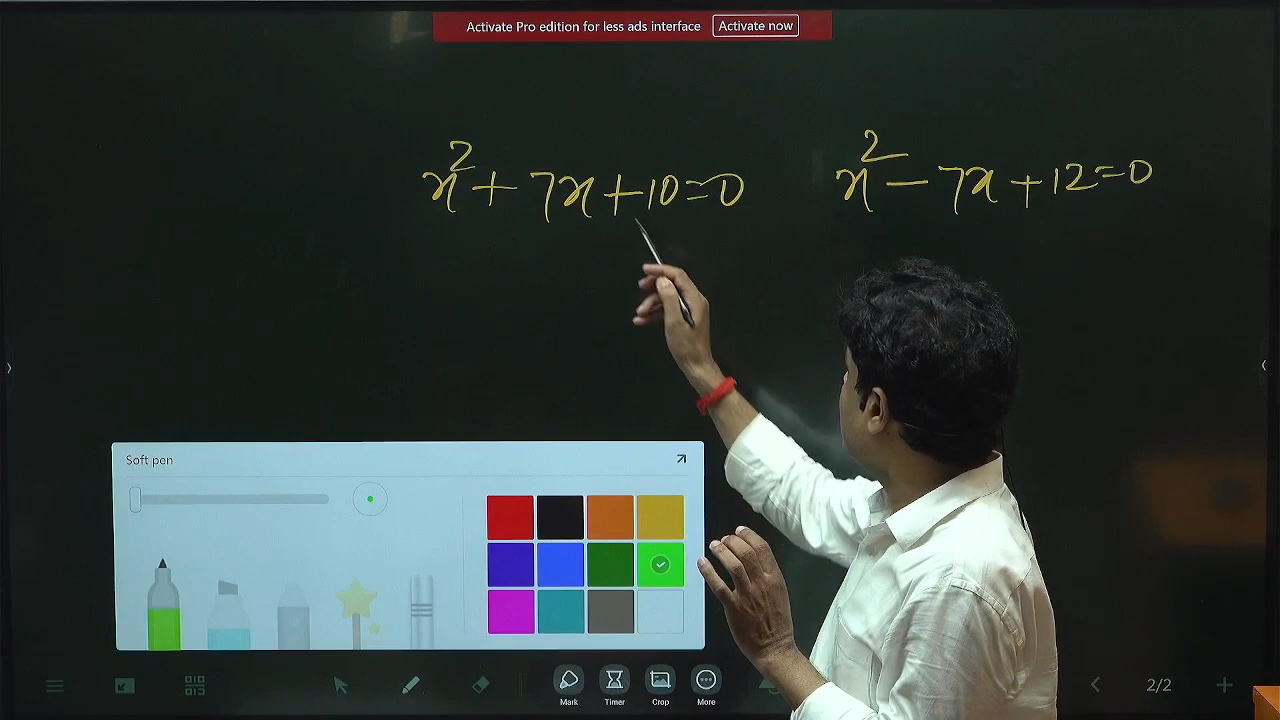 Activate Pro edition for less ads interface Activate now
x² + 7x + 10 = 0
x² - 7x + 12 = 0
Soft pen
Mark Timer Crop More
2/2